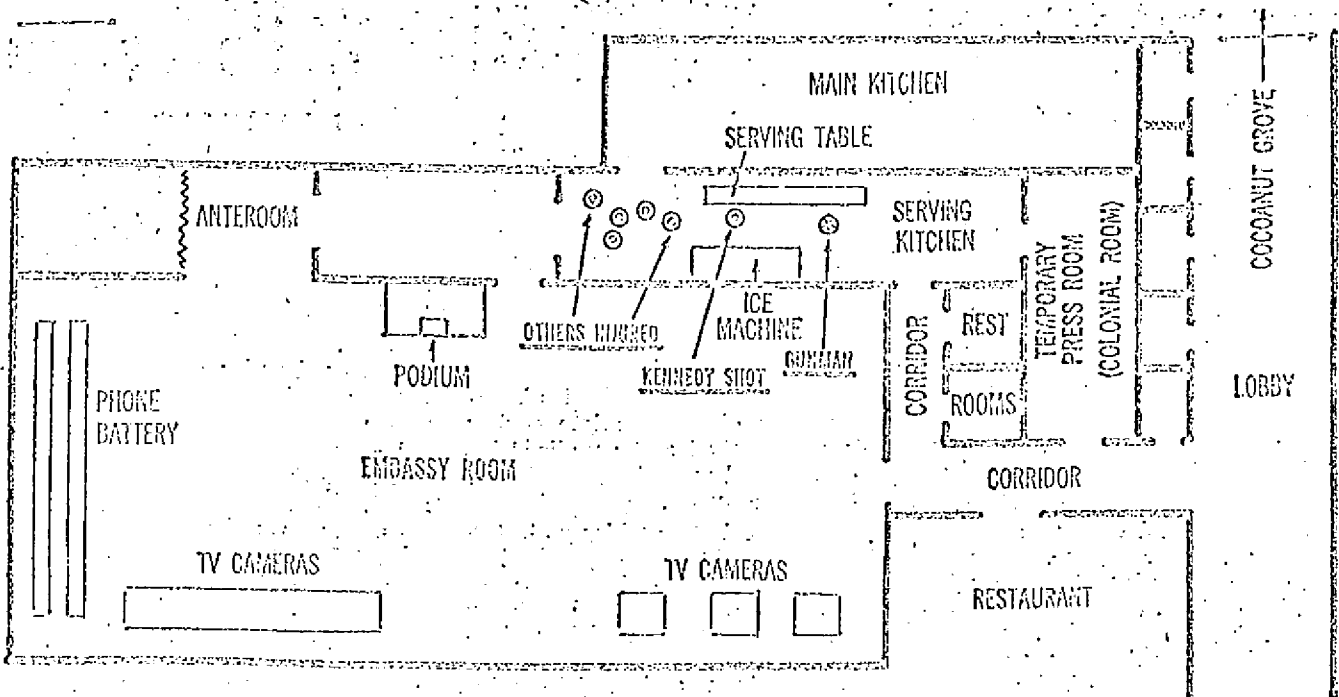 MAIN KITCHEN
SERVING TABLE
COCOANUT GROVE
ANTEROOM
SERVING
KITCHEN
TEMPORARY
PRESS ROOM
(COLONIAL ROOM)
OTHERS INJURED
ICE
MACHINE
KENNEDY SHOT
GUNMAN
CORRIDOR
REST
ROOMS
PODIUM
LOBBY
PHONE
BATTERY
EMBASSY ROOM
CORRIDOR
TV CAMERAS
TV CAMERAS
RESTAURANT